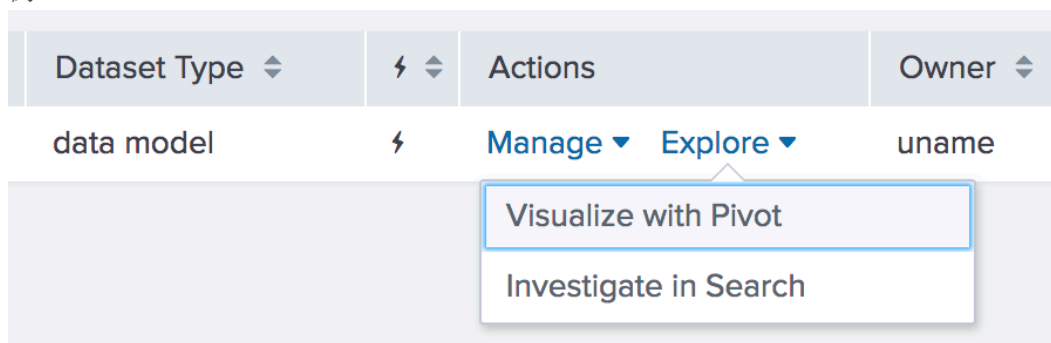 Dataset Type Actions Owner
data model Manage Explore uname
Visualize with Pivot
Investigate in Search